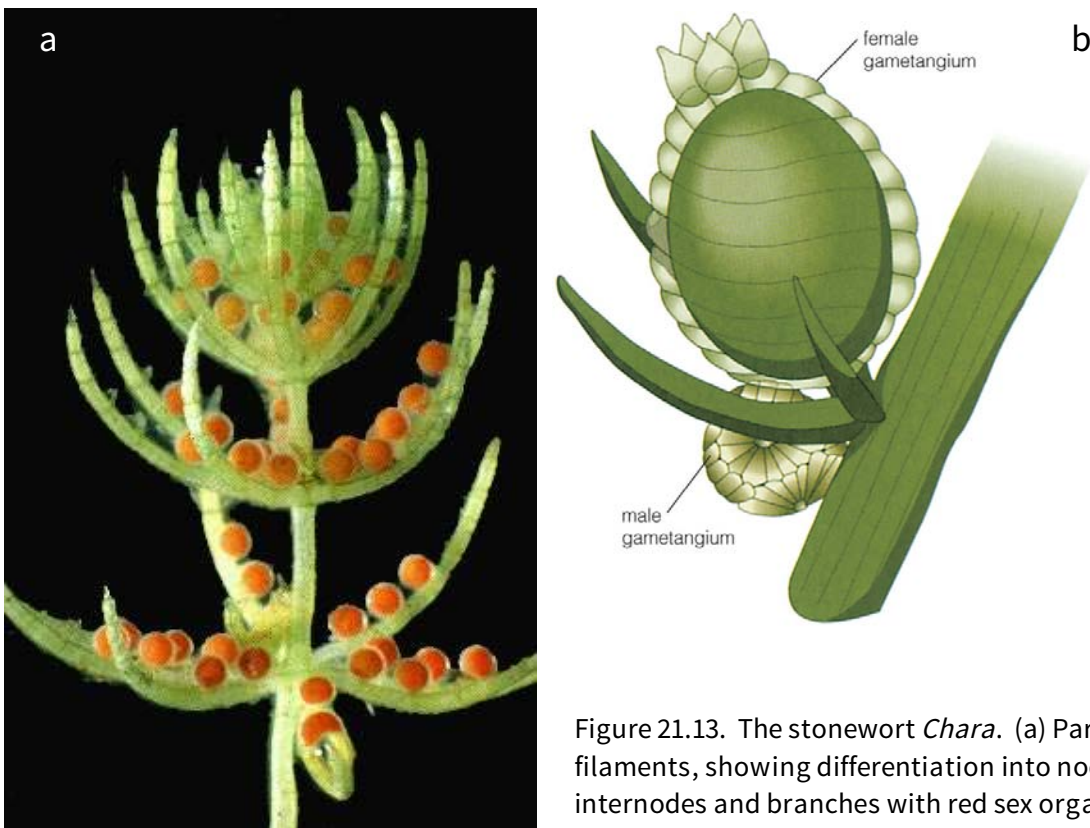 a
b
female
gametangium
male
gametangium
Figure 21.13. The stonewort Chara. (a) Par
filaments, showing differentiation into no
internodes and branches with red sex orga